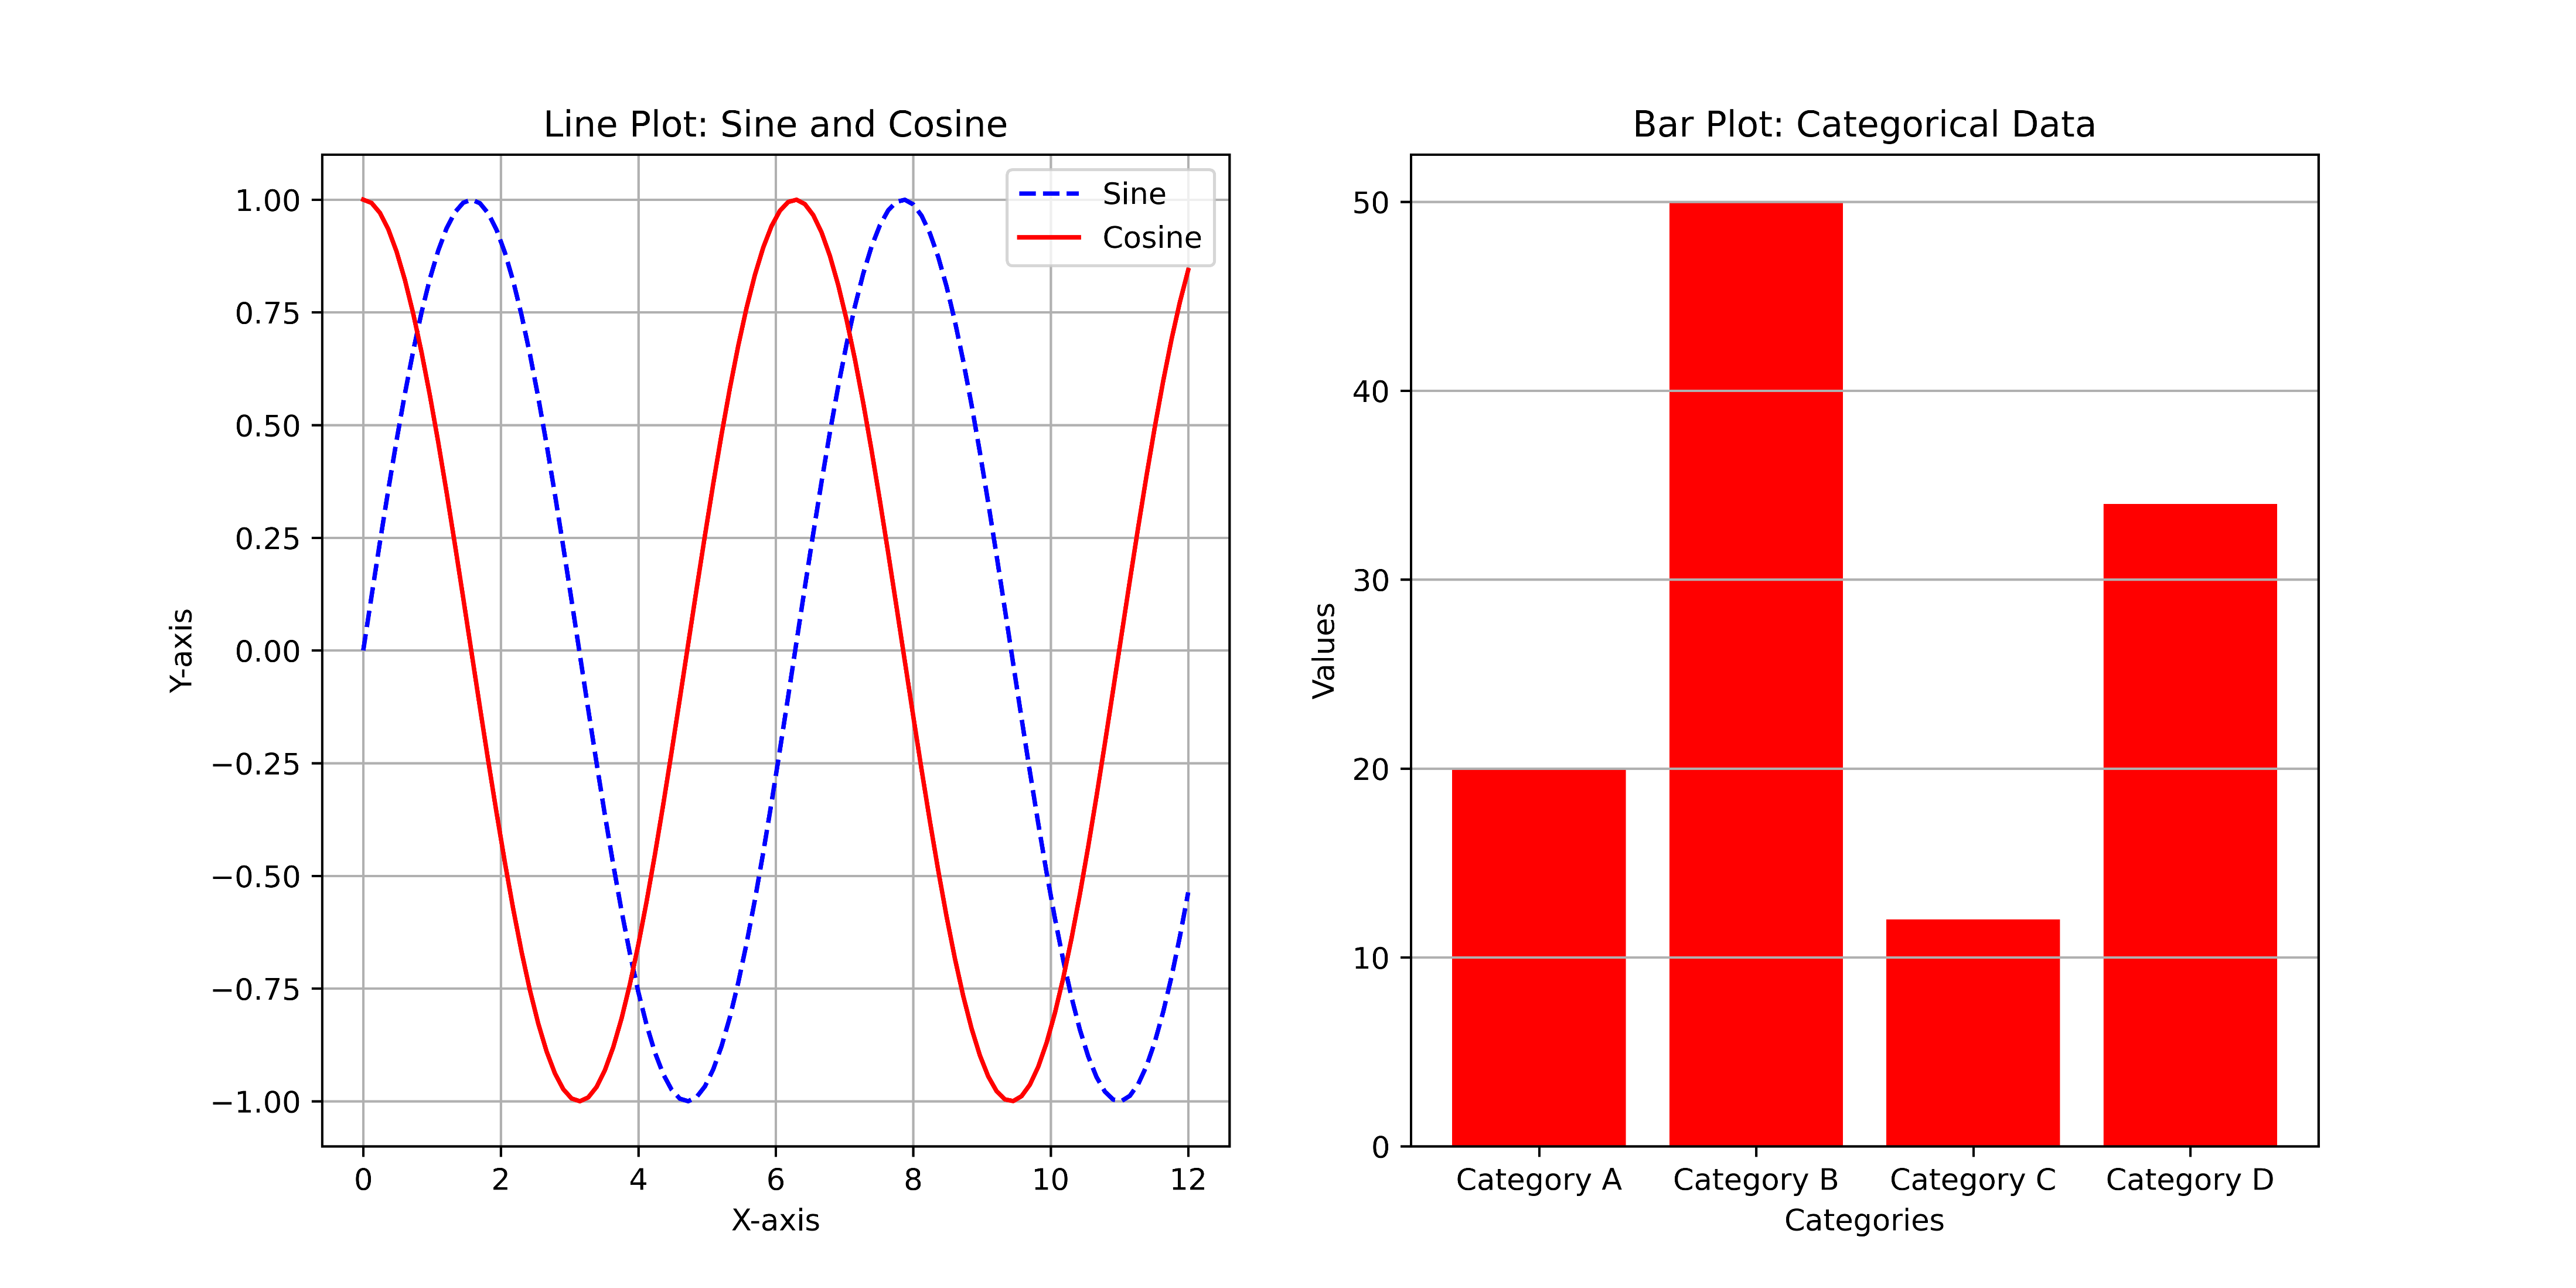 Line Plot: Sine and Cosine
Sine
Cosine
1.00
0.75
0.50
0.25
0.00
−0.25
−0.50
−0.75
−1.00
Y-axis
0 2 4 6 8 10 12
X-axis
Bar Plot: Categorical Data
50
40
30
20
10
0
Values
Category A Category B Category C Category D
Categories